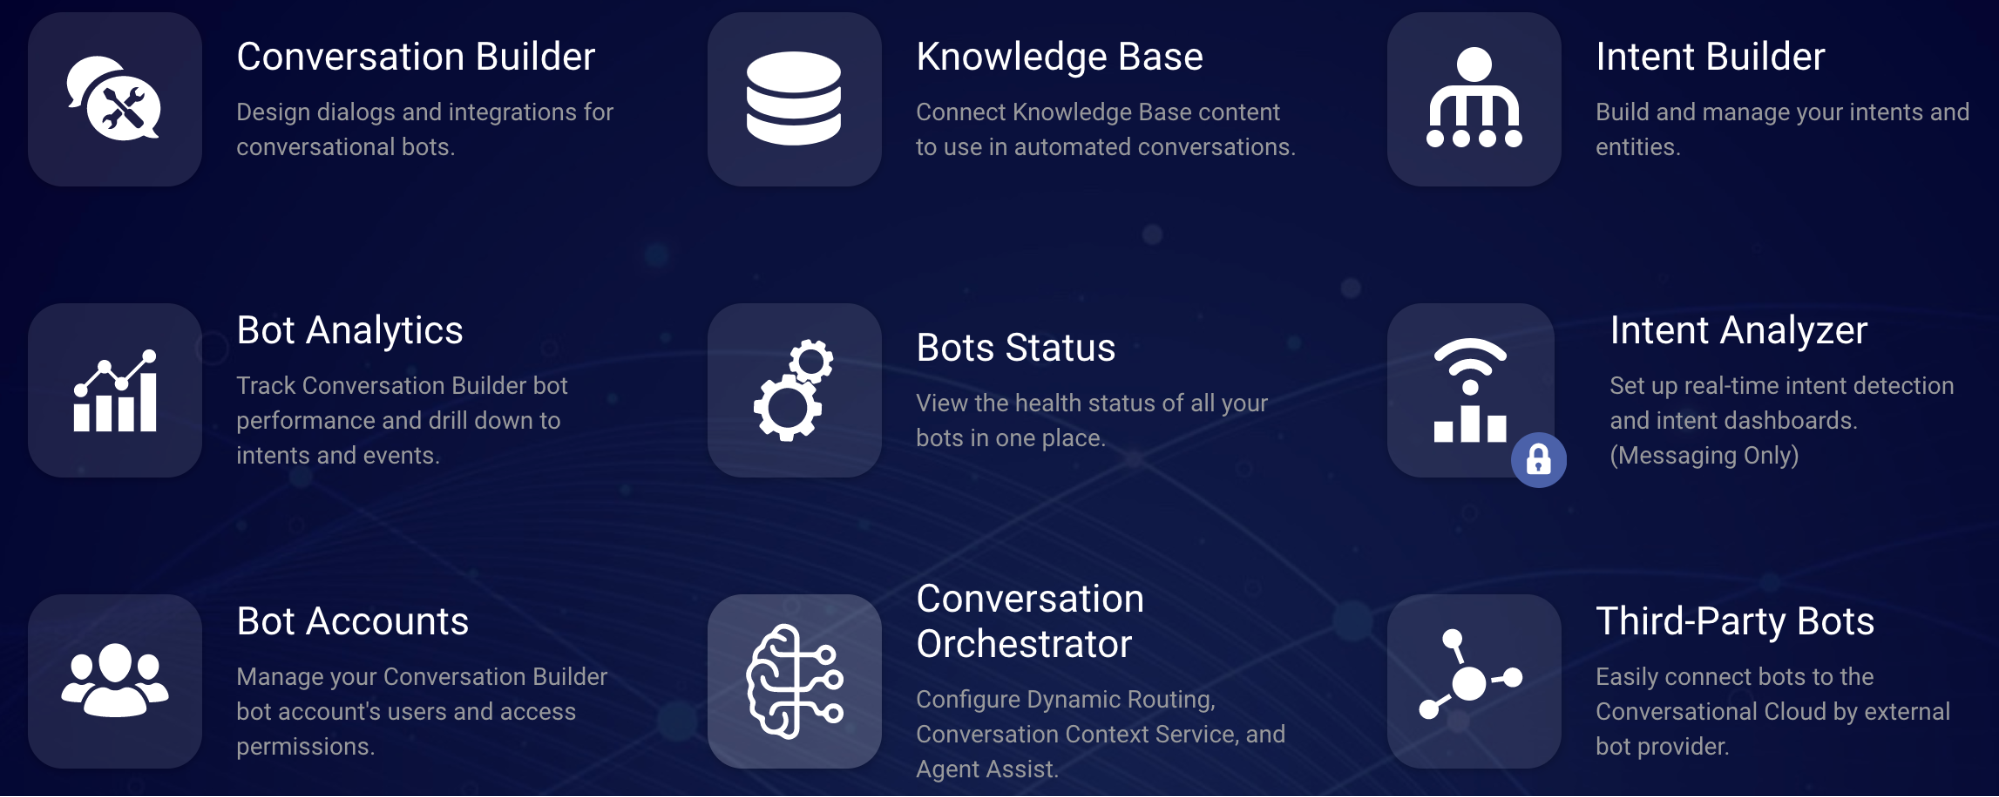 Conversation Builder
Design dialogs and integrations for
conversational bots.
Knowledge Base
Connect Knowledge Base content
to use in automated conversations.
Intent Builder
Build and manage your intents and
entities.
Bot Analytics
Track Conversation Builder bot
performance and drill down to
intents and events.
Bots Status
View the health status of all your
bots in one place.
Intent Analyzer
Set up real-time intent detection
and intent dashboards.
(Messaging Only)
Bot Accounts
Manage your Conversation Builder
bot account's users and access
permissions.
Conversation
Orchestrator
Configure Dynamic Routing,
Conversation Context Service, and
Agent Assist.
Third-Party Bots
Easily connect bots to the
Conversational Cloud by external
bot provider.